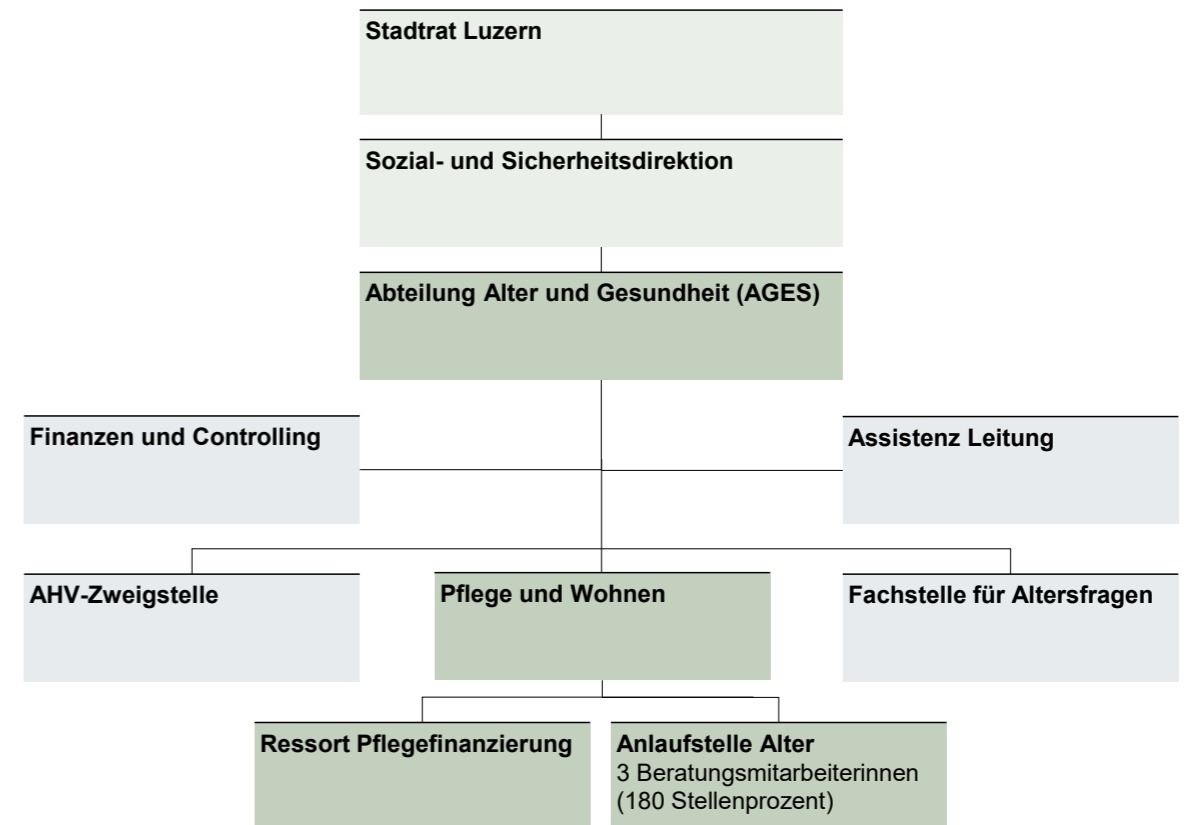 Stadtrat Luzern
Sozial- und Sicherheitsdirektion
Abteilung Alter und Gesundheit (AGES)
Finanzen und Controlling
Assistenz Leitung
AHV-Zweigstelle
Pflege und Wohnen
Fachstelle für Altersfragen
Ressort Pflegefinanzierung
Anlaufstelle Alter
3 Beratungsmitarbeiterinnen
(180 Stellenprozent)